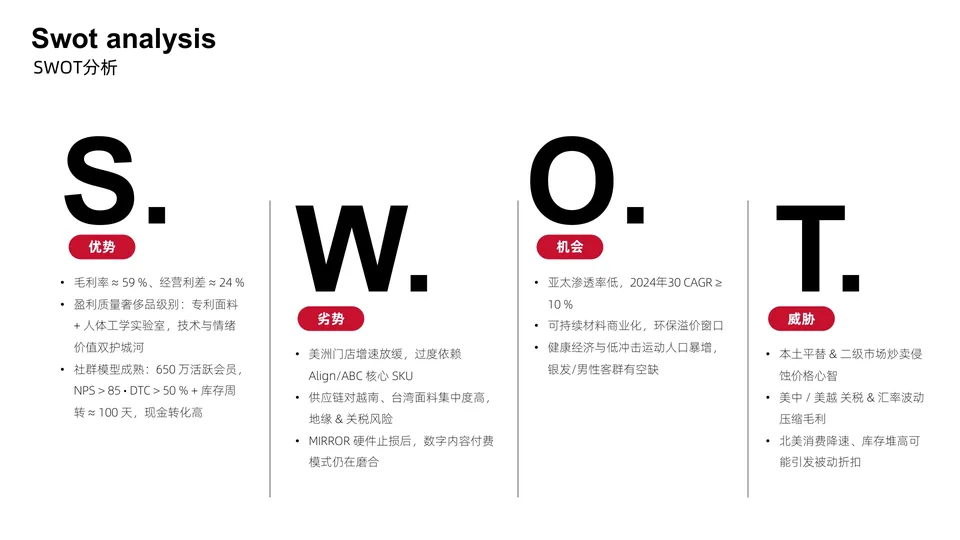 Swot analysis
SWOT分析
S.
优势
• 毛利率 ≈ 59 %、经营利差 ≈ 24 %
• 盈利质量奢侈品级别：专利面料
+ 人体工学实验室，技术与情绪
价值双护城河
• 社群模型成熟：650 万活跃会员，
NPS > 85 • DTC > 50 % + 库存周
转 ≈ 100 天，现金转化高
W.
劣势
• 美洲门店增速放缓，过度依赖
Align/ABC 核心 SKU
• 供应链对越南、台湾面料集中度高，
地缘 & 关税风险
• MIRROR 硬件止损后，数字内容付费
模式仍在磨合
O.
机会
• 亚太渗透率低，2024年30 CAGR ≥
10 %
• 可持续材料商业化，环保溢价窗口
• 健康经济与低冲击运动人口暴增，
银发/男性客群有空缺
T.
威胁
• 本土平替 & 二级市场炒卖侵
蚀价格心智
• 美中 / 美越 关税 & 汇率波动
压缩毛利
• 北美消费降速、库存堆高可
能引发被动折扣